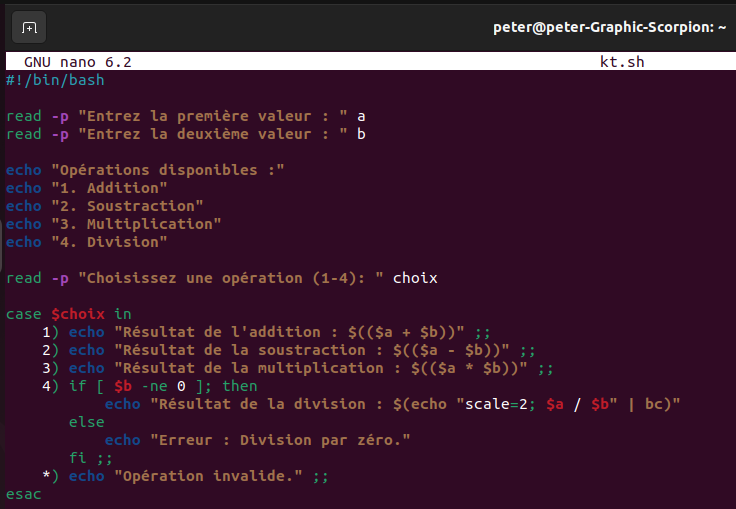 peter@peter-Graphic-Scorpion: ~
GNU nano 6.2 kt.sh
#!/bin/bash

read -p "Entrez la première valeur : " a
read -p "Entrez la deuxième valeur : " b

echo "Opérations disponibles :"
echo "1. Addition"
echo "2. Soustraction"
echo "3. Multiplication"
echo "4. Division"

read -p "Choisissez une opération (1-4): " choix

case $choix in
    1) echo "Résultat de l'addition : $(($a + $b))" ;;
    2) echo "Résultat de la soustraction : $(($a - $b))" ;;
    3) echo "Résultat de la multiplication : $(($a * $b))" ;;
    4) if [ $b -ne 0 ]; then
           echo "Résultat de la division : $(echo "scale=2; $a / $b" | bc)"
       else
           echo "Erreur : Division par zéro."
       fi ;;
    *) echo "Opération invalide." ;;
esac